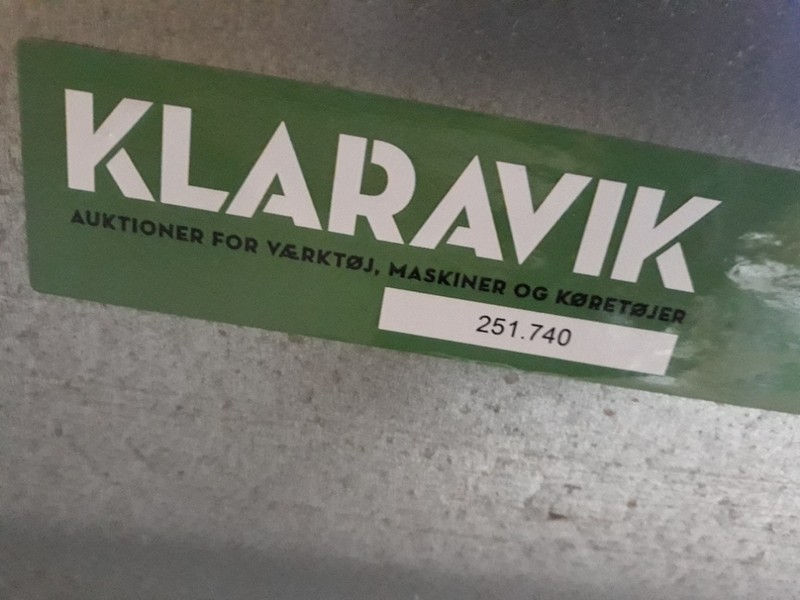 KLARAVIK
AUKTIONER FOR VÆRKTØJ, MASKINER OG KØRETØJER
251.740